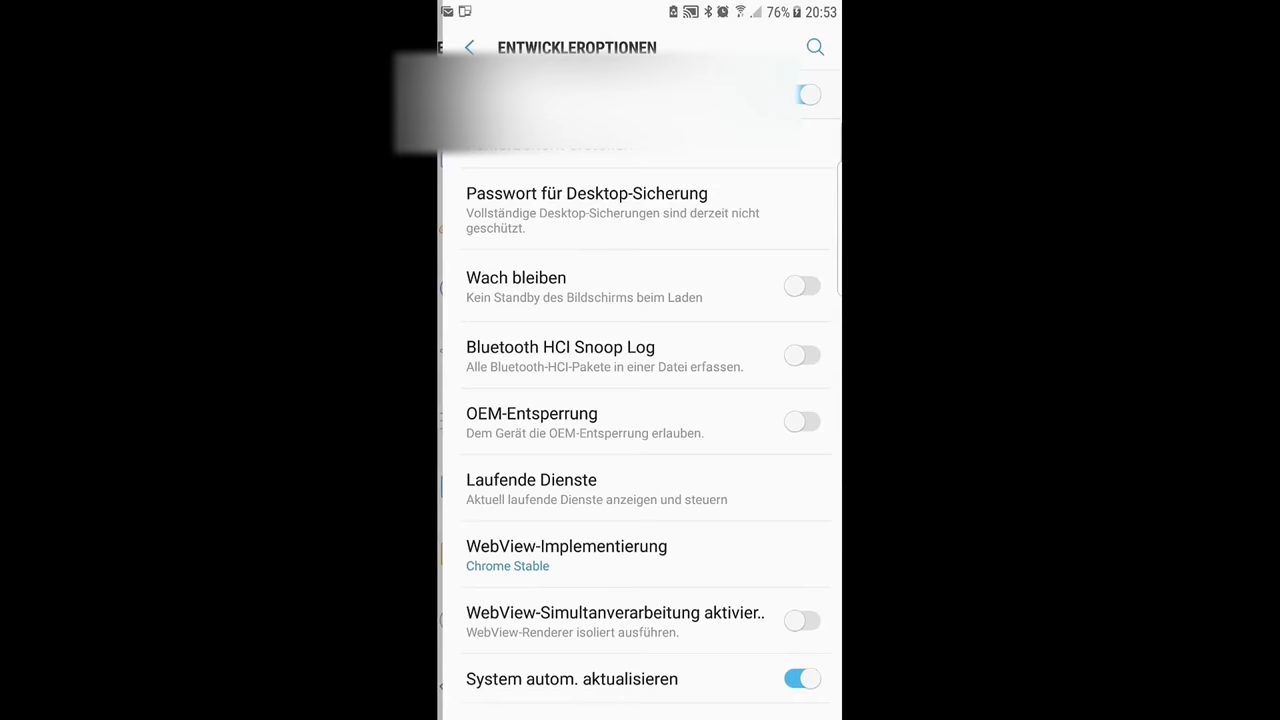 76% 20:53
ENTWICKLEROPTIONEN
Passwort für Desktop-Sicherung
Vollständige Desktop-Sicherungen sind derzeit nicht
geschützt.
Wach bleiben
Kein Standby des Bildschirms beim Laden
Bluetooth HCI Snoop Log
Alle Bluetooth-HCI-Pakete in einer Datei erfassen.
OEM-Entsperrung
Dem Gerät die OEM-Entsperrung erlauben.
Laufende Dienste
Aktuell laufende Dienste anzeigen und steuern
WebView-Implementierung
Chrome Stable
WebView-Simultanverarbeitung aktivier..
WebView-Renderer isoliert ausführen.
System autom. aktualisieren